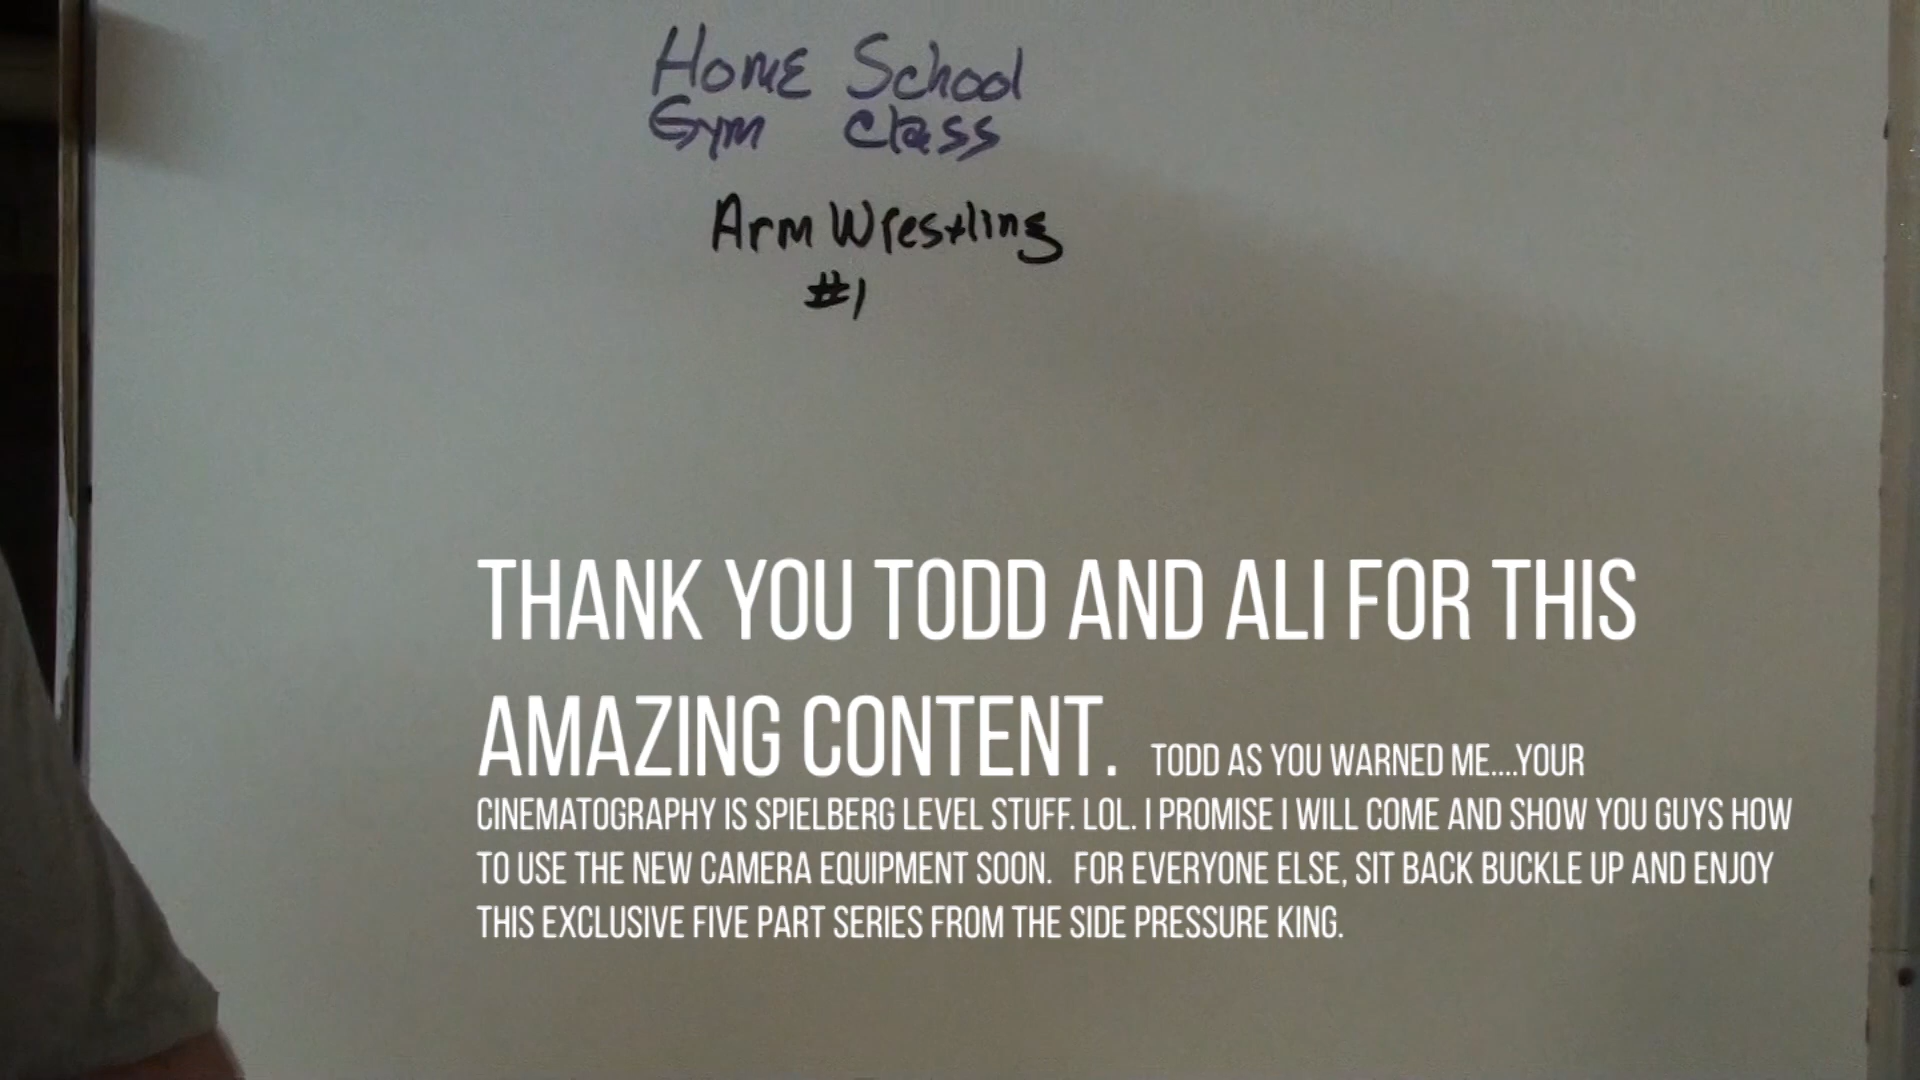 Home School
Gym Class
Arm Wrestling
#1
THANK YOU TODD AND ALI FOR THIS
AMAZING CONTENT. TODD AS YOU WARNED ME....YOUR
CINEMATOGRAPHY IS SPIELBERG LEVEL STUFF. LOL. I PROMISE I WILL COME AND SHOW YOU GUYS HOW
TO USE THE NEW CAMERA EQUIPMENT SOON. FOR EVERYONE ELSE, SIT BACK BUCKLE UP AND ENJOY
THIS EXCLUSIVE FIVE PART SERIES FROM THE SIDE PRESSURE KING.